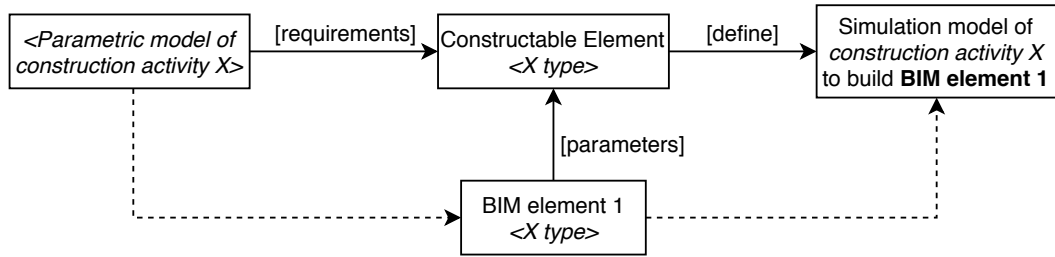 <Parametric model of
construction activity X>
[requirements]
Constructable Element
<X type>
[define]
Simulation model of
construction activity X
to build BIM element 1
[parameters]
BIM element 1
<X type>